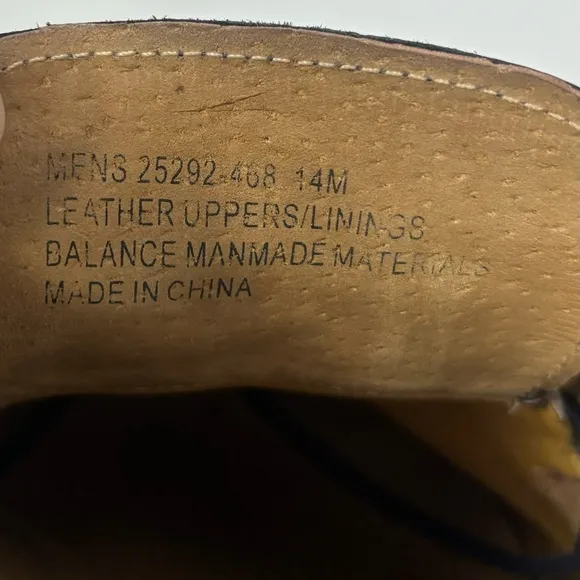 MENS 25292-468 14M
LEATHER UPPERS/LININGS
BALANCE MANMADE MATERIALS
MADE IN CHINA